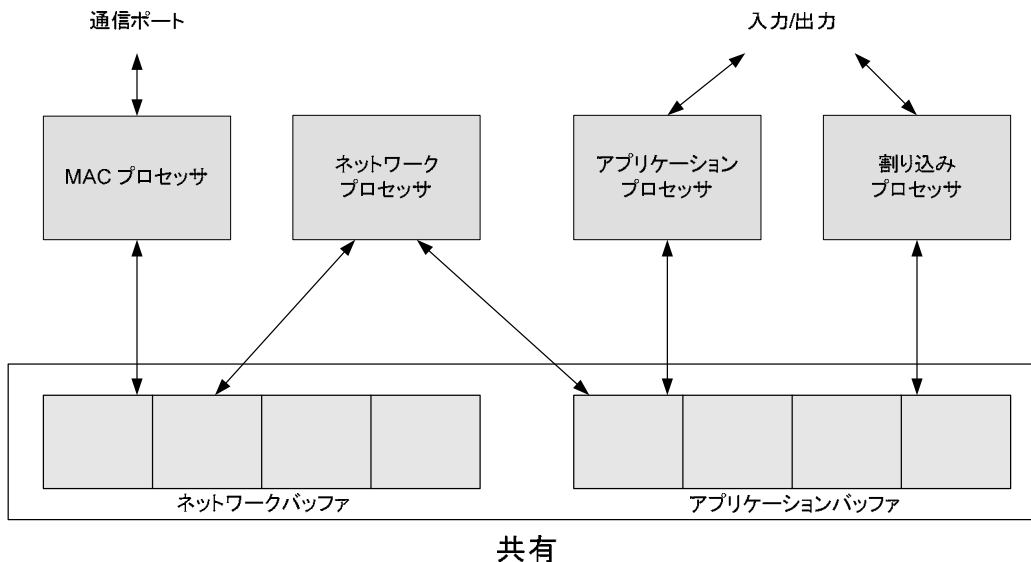 通信ポート
入力/出力
MAC プロセッサ
ネットワーク
プロセッサ
アプリケーション
プロセッサ
割り込み
プロセッサ
ネットワークバッファ
アプリケーションバッファ
共有